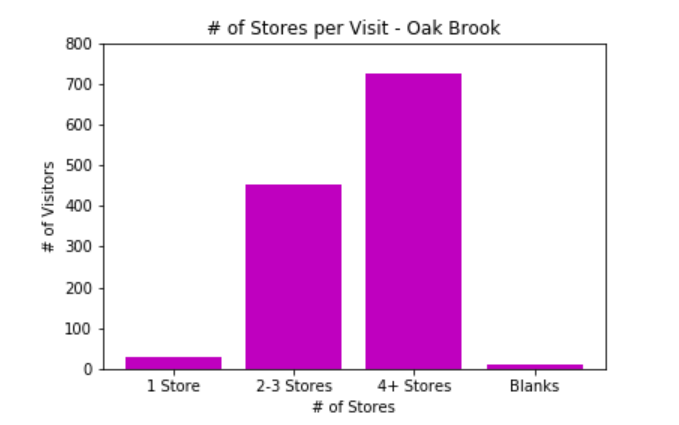 # of Stores per Visit - Oak Brook
800
700
600
500
400
300
200
100
0
# of Visitors
1 Store
2-3 Stores
4+ Stores
Blanks
# of Stores